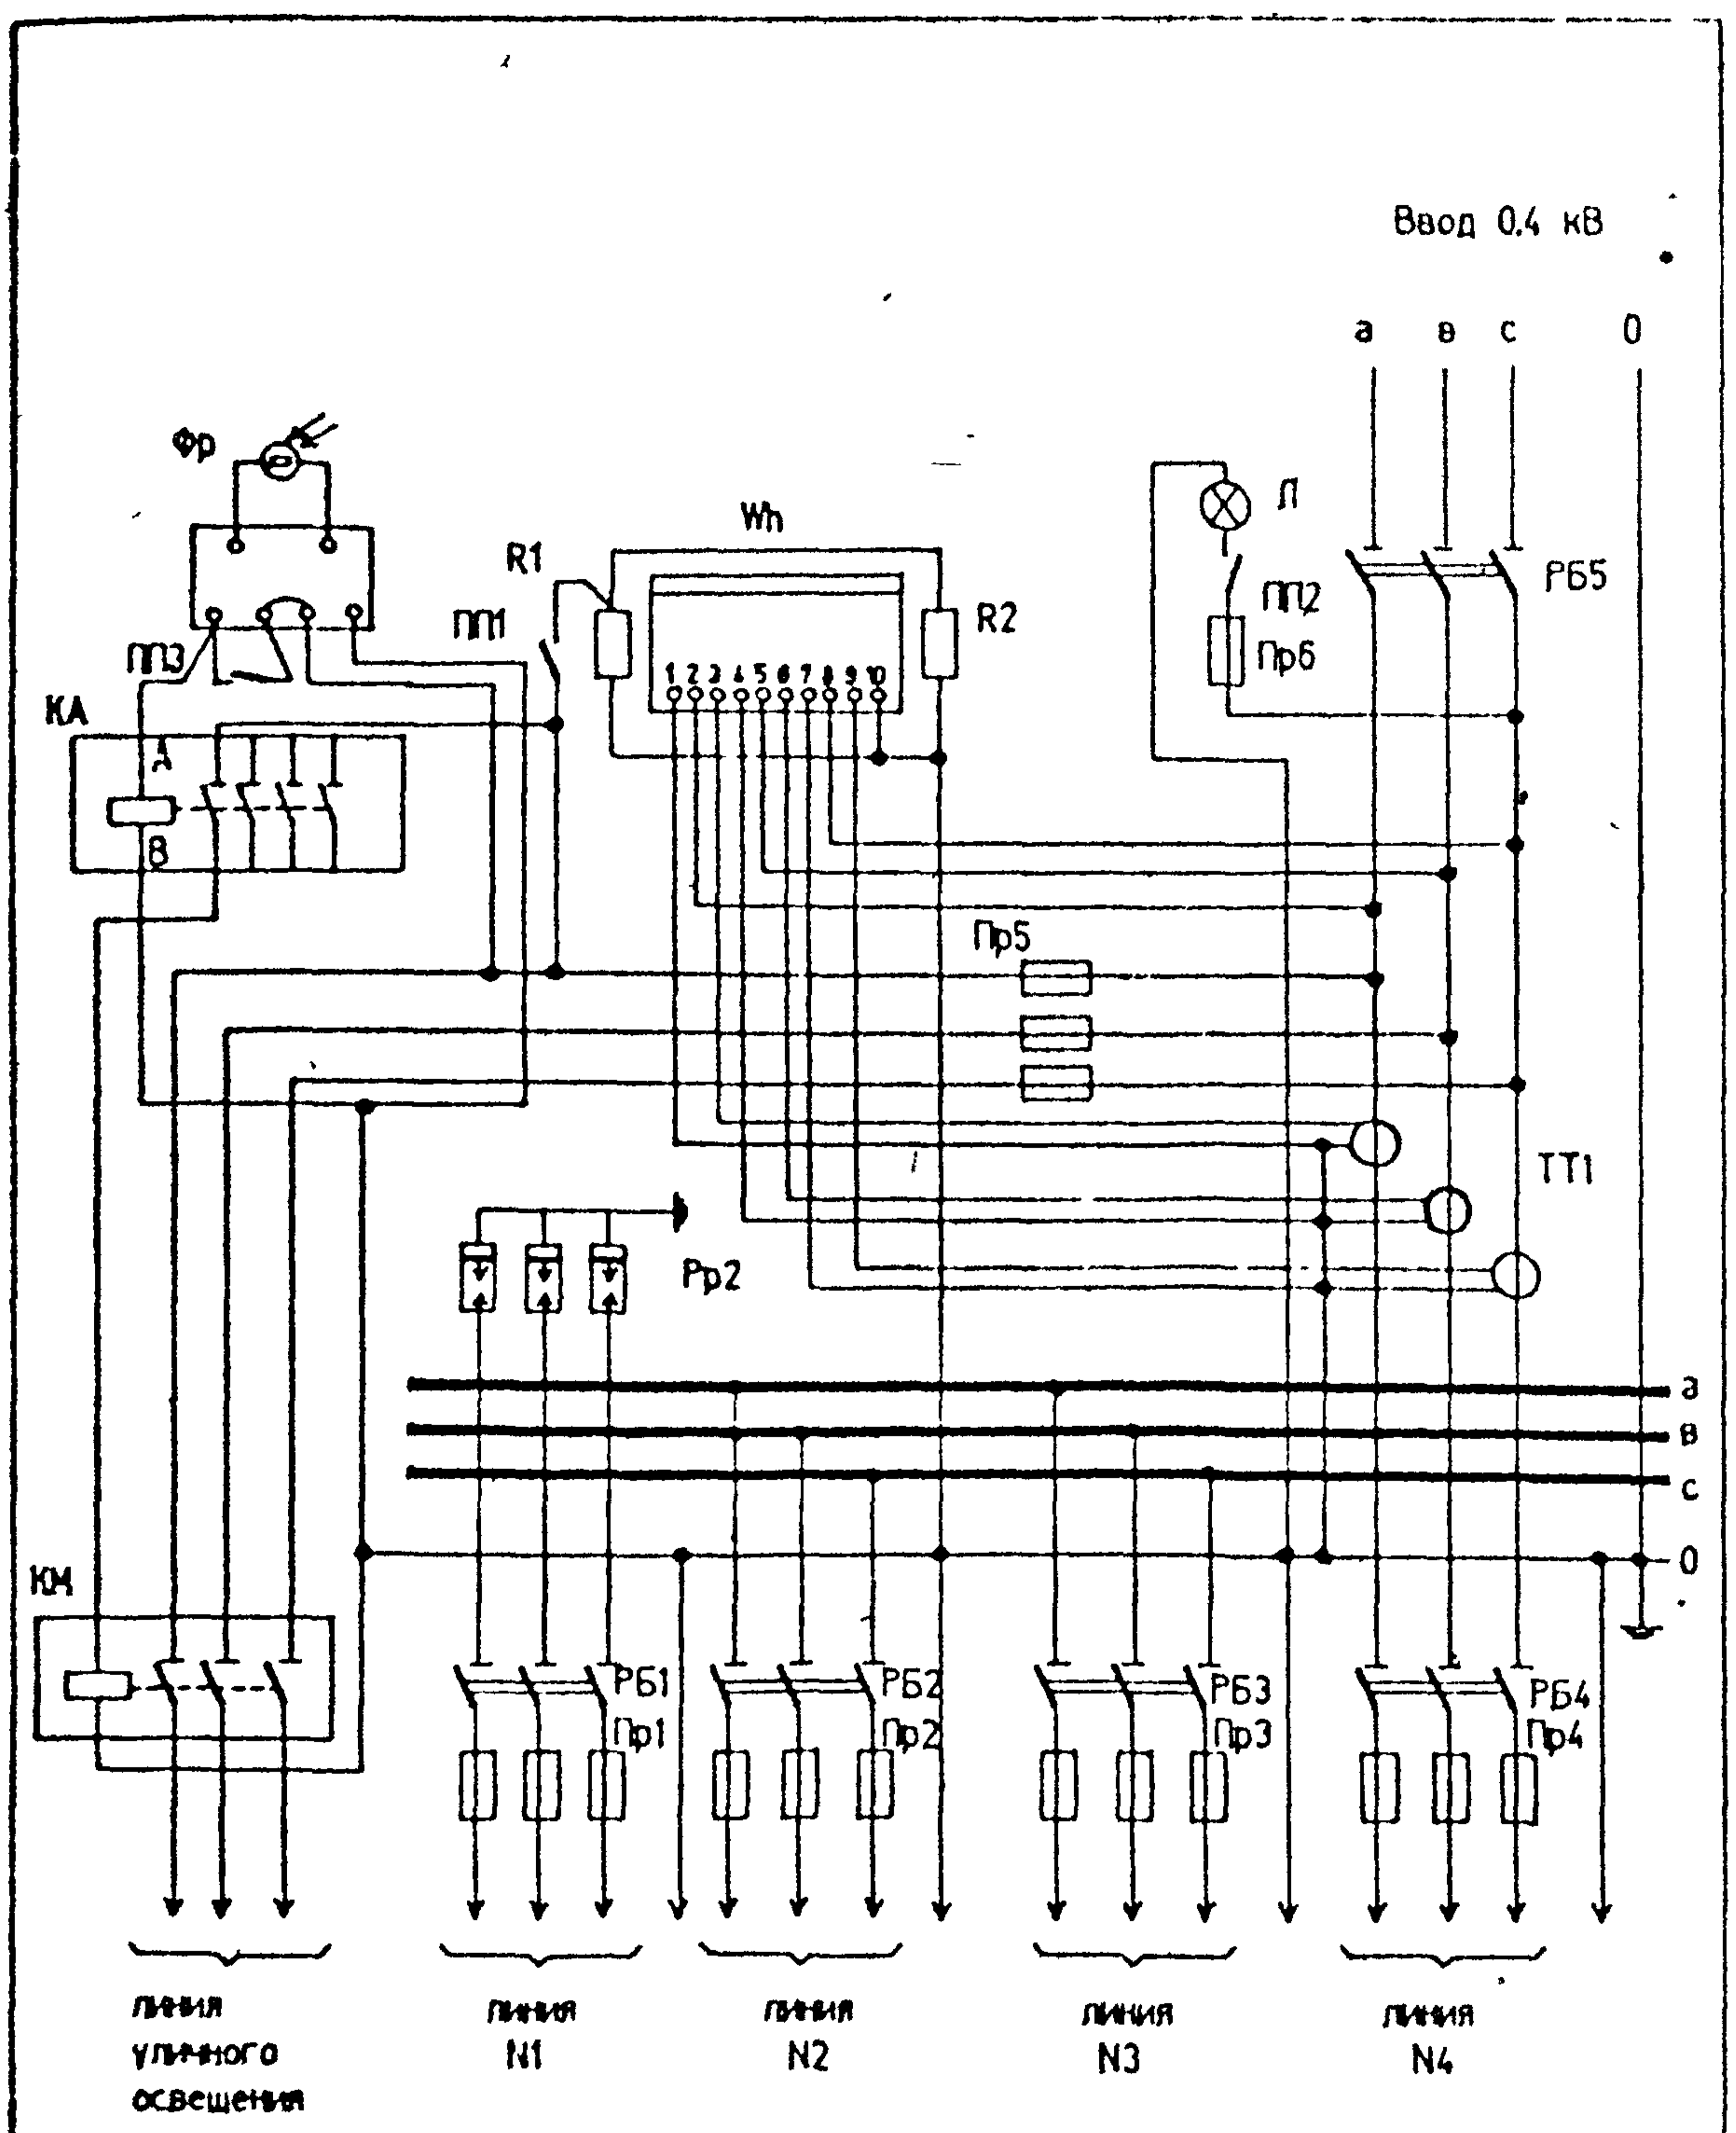 Ввод 0.4 кВ
а в с 0
Фр
Л
Wh
R1
РБ5
ПП2
ПП1
R2
Пр6
ПП3
1 2 3 4 5 6 7 8 9 10
КА
А
В
Пр5
ТТ1
Рр2
а
в
с
0
КМ
РБ1
РБ2
РБ3
РБ4
Пр1
Пр2
Пр3
Пр4
линия
уличного
освещения
линия
N1
линия
N2
линия
N3
линия
N4